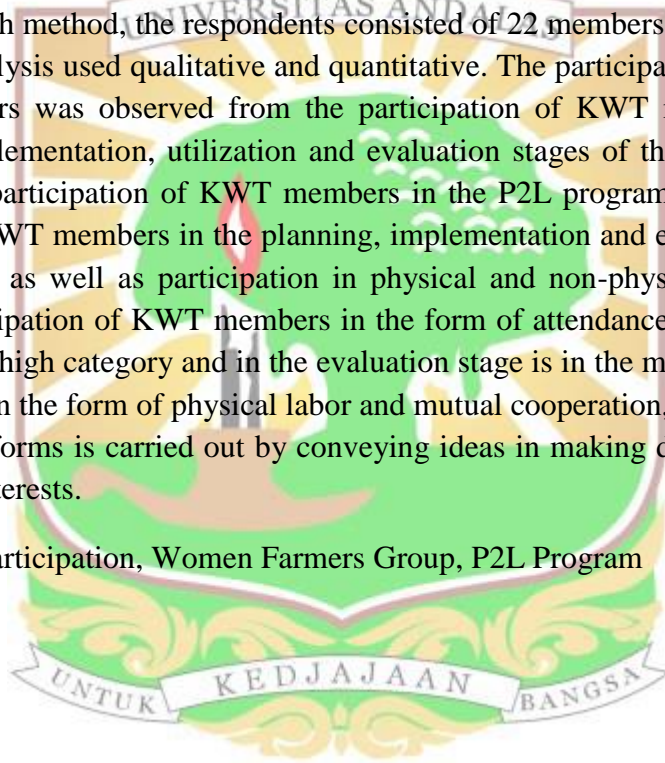 UNIVERSITAS ANDALAS
h method, the respondents consisted of 22 members
lysis used qualitative and quantitative. The participa
rs was observed from the participation of KWT
lementation, utilization and evaluation stages of th
participation of KWT members in the P2L program
WT members in the planning, implementation and e
as well as participation in physical and non-phys
ipation of KWT members in the form of attendance
high category and in the evaluation stage is in the m
n the form of physical labor and mutual cooperation,
forms is carried out by conveying ideas in making
terests.
articipation, Women Farmers Group, P2L Program
UNTUK KEDJAJAAN BANGSA